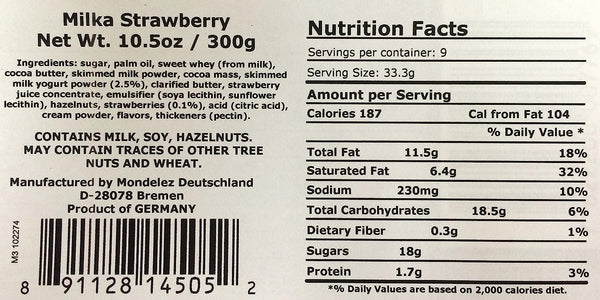 Milka Strawberry
Net Wt. 10.5oz / 300g
Ingredients: sugar, palm oil, sweet whey (from milk),
cocoa butter, skimmed milk powder, cocoa mass, skimmed
milk yogurt powder (2.5%), clarified butter, strawberry
juice concentrate, emulsifier (soya lecithin, sunflower
lecithin), hazelnuts, strawberries (0.1%), acid (citric acid),
cream powder, flavors, thickeners (pectin).
CONTAINS MILK, SOY, HAZELNUTS.
MAY CONTAIN TRACES OF OTHER TREE
NUTS AND WHEAT.
Manufactured by Mondelez Deutschland
D-28078 Bremen
Product of GERMANY
M3 102274
8 91128 14505 2
Nutrition Facts
Servings per container: 9
Serving Size: 33.3g
Amount per Serving
Calories 187 Cal from Fat 104
% Daily Value *
Total Fat 11.5g 18%
Saturated Fat 6.4g 32%
Sodium 230mg 10%
Total Carbohydrates 18.5g 6%
Dietary Fiber 0.3g 1%
Sugars 18g
Protein 1.7g 3%
*% Daily Values are based on 2,000 calories diet.